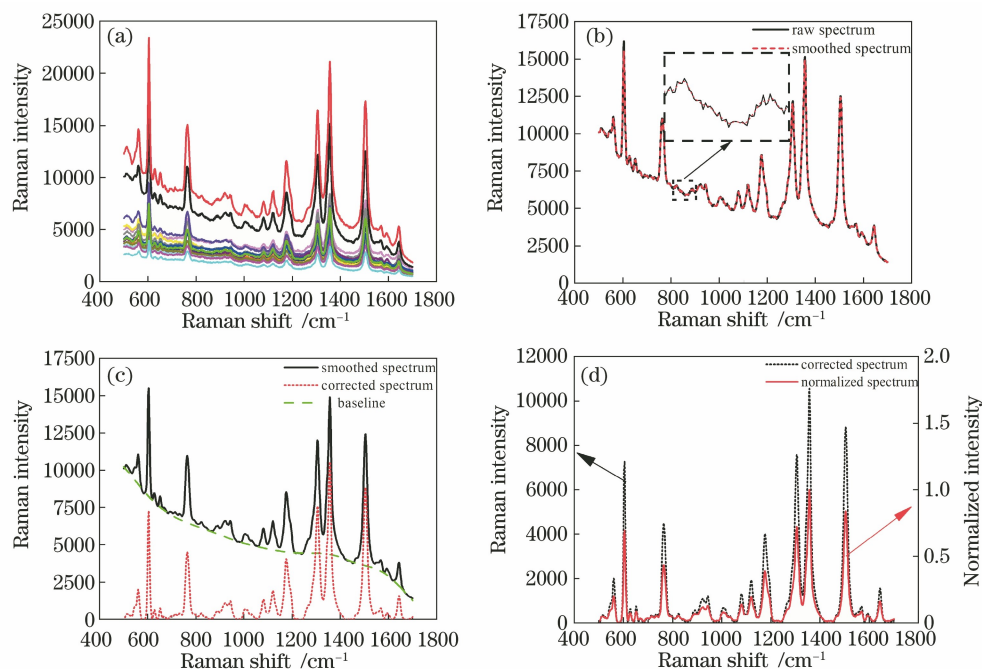 (a)
25000
20000
15000
10000
5000
0
400 600 800 1000 1200 1400 1600 1800
Raman intensity
Raman shift /cm⁻¹
(b)
raw spectrum
smoothed spectrum
17500
15000
12500
10000
7500
5000
2500
0
400 600 800 1000 1200 1400 1600 1800
Raman intensity
Raman shift /cm⁻¹
(c)
smoothed spectrum
corrected spectrum
baseline
17500
15000
12500
10000
7500
5000
2500
0
400 600 800 1000 1200 1400 1600 1800
Raman intensity
Raman shift /cm⁻¹
(d)
corrected spectrum
normalized spectrum
12000
10000
8000
6000
4000
2000
0
2.0
1.5
1.0
0.5
0
400 600 800 1000 1200 1400 1600 1800
Raman intensity
Normalized intensity
Raman shift /cm⁻¹